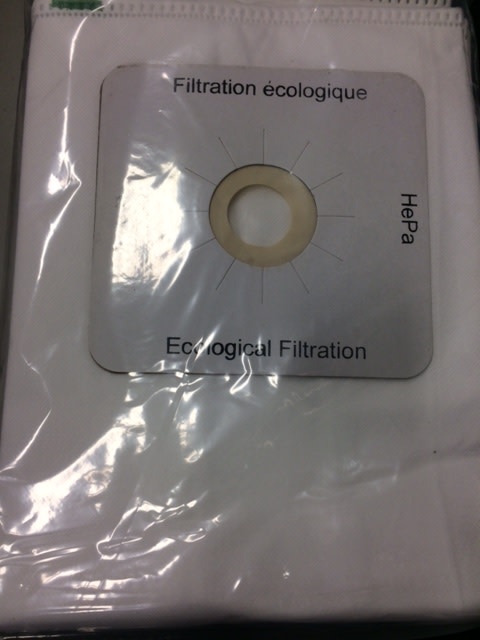 Filtration écologique
HePa
Ecological Filtration